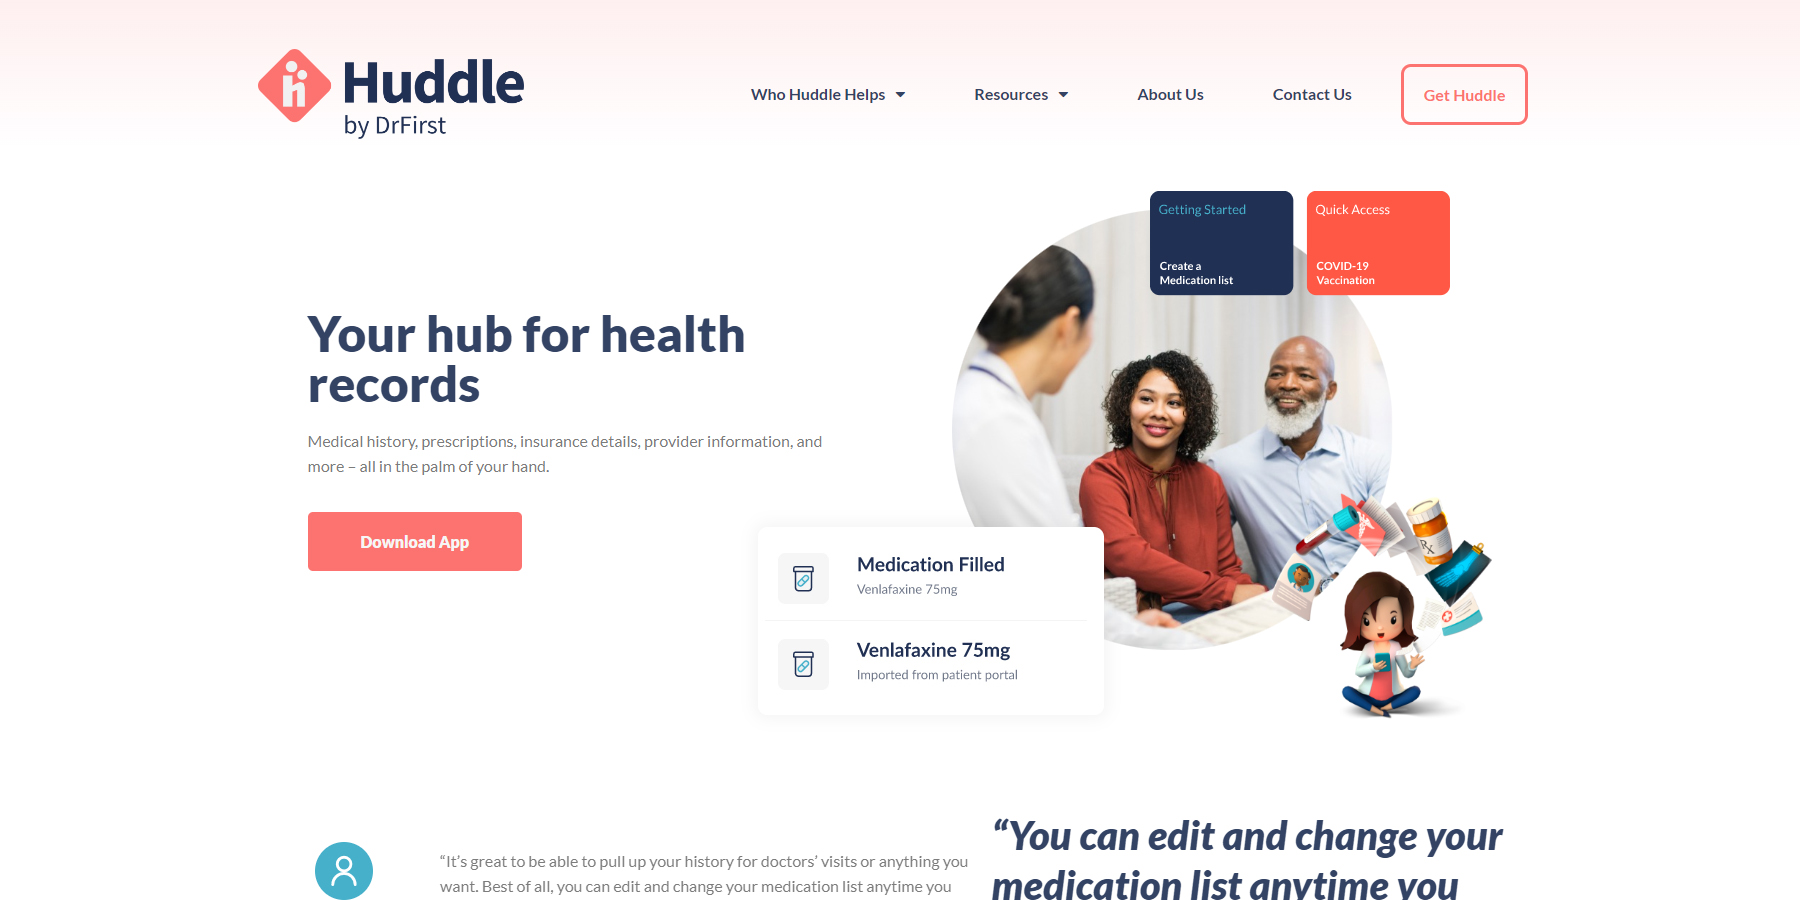 Huddle
by DrFirst
Who Huddle Helps
Resources
About Us
Contact Us
Get Huddle
Getting Started
Create a
Medication list
Quick Access
COVID-19
Vaccination
Your hub for health
records
Medical history, prescriptions, insurance details, provider information, and
more – all in the palm of your hand.
Download App
Medication Filled
Venlafaxine 75mg
Venlafaxine 75mg
Imported from patient portal
Rx
“It’s great to be able to pull up your history for doctors’ visits or anything you
want. Best of all, you can edit and change your medication list anytime you
“You can edit and change your
medication list anytime you